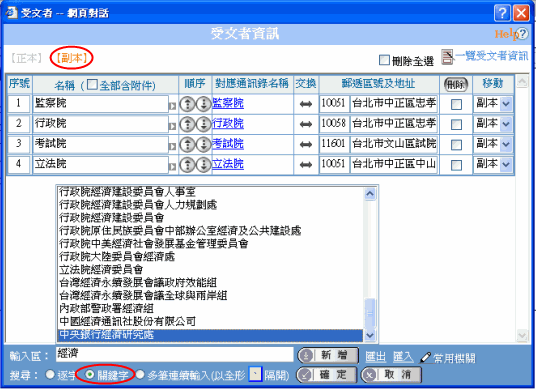 受文者 -- 網頁對話
受文者資訊
Help
【正本】 【副本】 刪除全選 一覽受文者資訊
序號 名稱 (全部含附件) 順序 對應通訊錄名稱 交換 郵遞區號及地址 刪除 移動
1 監察院 監察院 10051 台北市中正區忠孝 副本
2 行政院 行政院 10058 台北市中正區忠孝 副本
3 考試院 考試院 11601 台北市文山區試院 副本
4 立法院 立法院 10051 台北市中正區中山 副本
行政院經濟建設委員會人事室
行政院經濟建設委員會人力規劃處
行政院經濟建設委員會
行政院原住民族委員會中部辦公室經濟及公共建設處
行政院中美經濟社會發展基金管理委員會
行政院大陸委員會經濟處
立法院經濟委員會
台灣經濟永續發展會議政府效能組
台灣經濟永續發展會議全球與兩岸組
內政部警政署經濟組
中國經濟通訊社股份有限公司
中央銀行經濟研究處
輸入區： 經濟 新增 匯出 匯入 常用機關
搜尋： 逐字 關鍵字 多筆連續輸入(以全形 隔開) 確定 取消